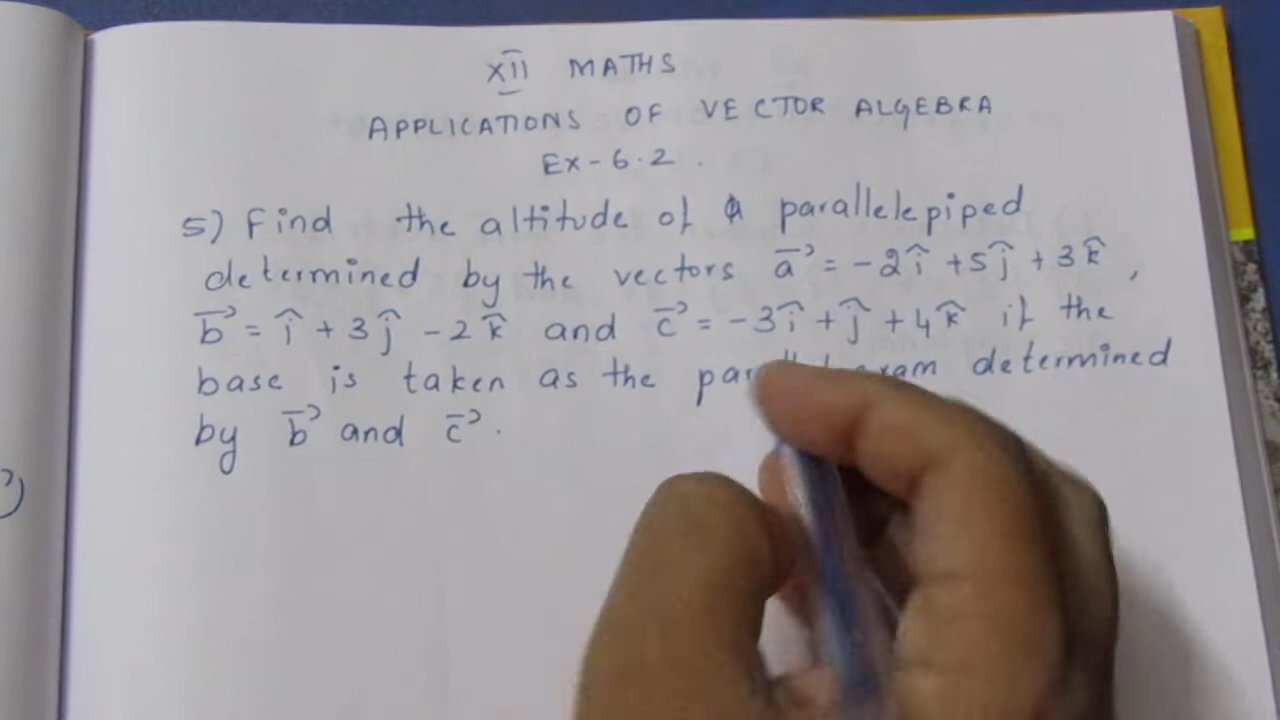 XII MATHS
APPLICATIONS OF VECTOR ALGEBRA
Ex-6.2.
5) Find the altitude of a parallelepiped
determined by the vectors a⃗ = -2î +5ĵ +3k̂ ,
b⃗ = î + 3ĵ - 2k̂ and c⃗ = -3î + ĵ + 4k̂ if the
base is taken as the determined
by b⃗ and c⃗ .